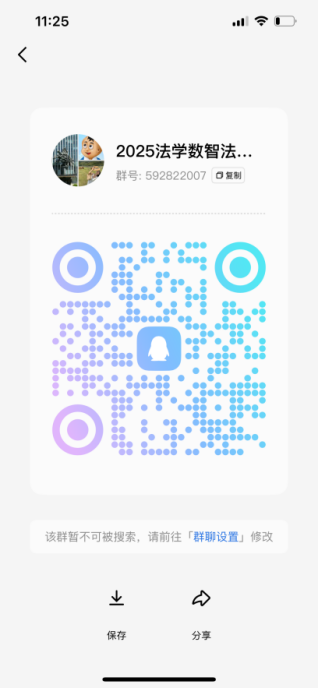 11:25
2025法学数智法...
群号: 592822007 复制
该群暂不可被搜索，请前往「群聊设置」修改
保存 分享